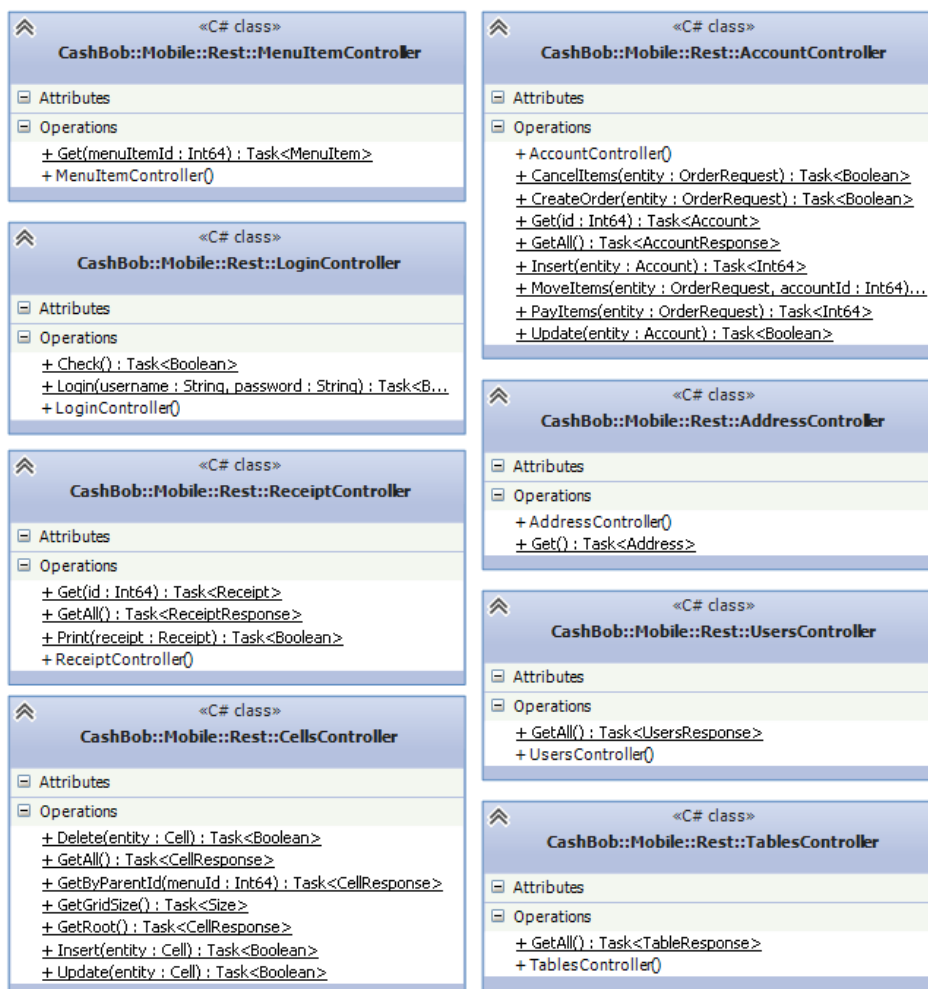 «C# class»
CashBob::Mobile::Rest::MenuItemController
Attributes
Operations
+ Get(menuItemId : Int64) : Task<MenuItem>
+ MenuItemController()
«C# class»
CashBob::Mobile::Rest::LoginController
Attributes
Operations
+ Check() : Task<Boolean>
+ Login(username : String, password : String) : Task<B...
+ LoginController()
«C# class»
CashBob::Mobile::Rest::ReceiptController
Attributes
Operations
+ Get(id : Int64) : Task<Receipt>
+ GetAll() : Task<ReceiptResponse>
+ Print(receipt : Receipt) : Task<Boolean>
+ ReceiptController()
«C# class»
CashBob::Mobile::Rest::CellsController
Attributes
Operations
+ Delete(entity : Cell) : Task<Boolean>
+ GetAll() : Task<CellResponse>
+ GetByParentId(menuId : Int64) : Task<CellResponse>
+ GetGridSize() : Task<Size>
+ GetRoot() : Task<CellResponse>
+ Insert(entity : Cell) : Task<Boolean>
+ Update(entity : Cell) : Task<Boolean>
«C# class»
CashBob::Mobile::Rest::AccountController
Attributes
Operations
+ AccountController()
+ CancelItems(entity : OrderRequest) : Task<Boolean>
+ CreateOrder(entity : OrderRequest) : Task<Boolean>
+ Get(id : Int64) : Task<Account>
+ GetAll() : Task<AccountResponse>
+ Insert(entity : Account) : Task<Int64>
+ MoveItems(entity : OrderRequest, accountId : Int64)...
+ PayItems(entity : OrderRequest) : Task<Int64>
+ Update(entity : Account) : Task<Boolean>
«C# class»
CashBob::Mobile::Rest::AddressController
Attributes
Operations
+ AddressController()
+ Get() : Task<Address>
«C# class»
CashBob::Mobile::Rest::UsersController
Attributes
Operations
+ GetAll() : Task<UsersResponse>
+ UsersController()
«C# class»
CashBob::Mobile::Rest::TablesController
Attributes
Operations
+ GetAll() : Task<TableResponse>
+ TablesController()